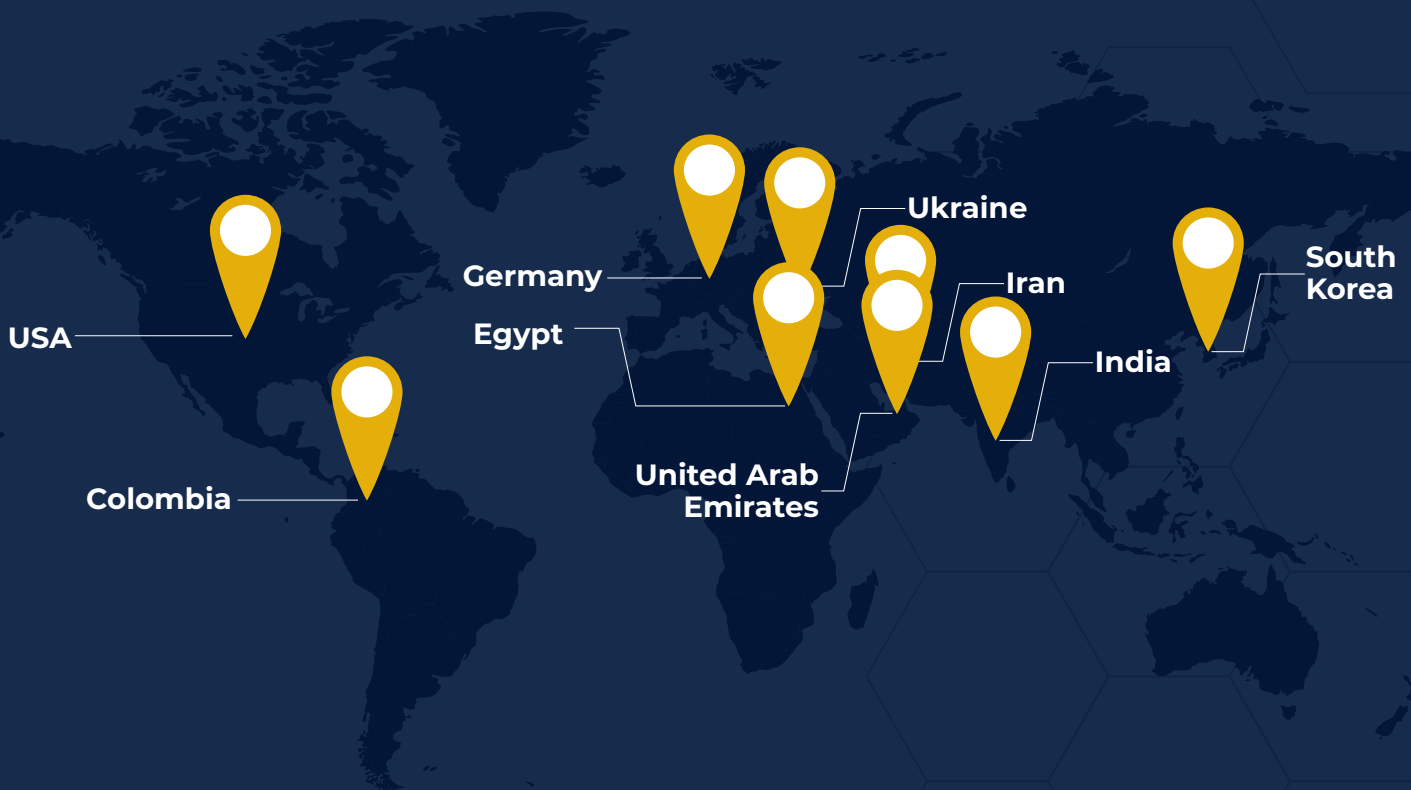 Ukraine
South
Korea
Germany
Iran
Egypt
USA
India
United Arab
Emirates
Colombia